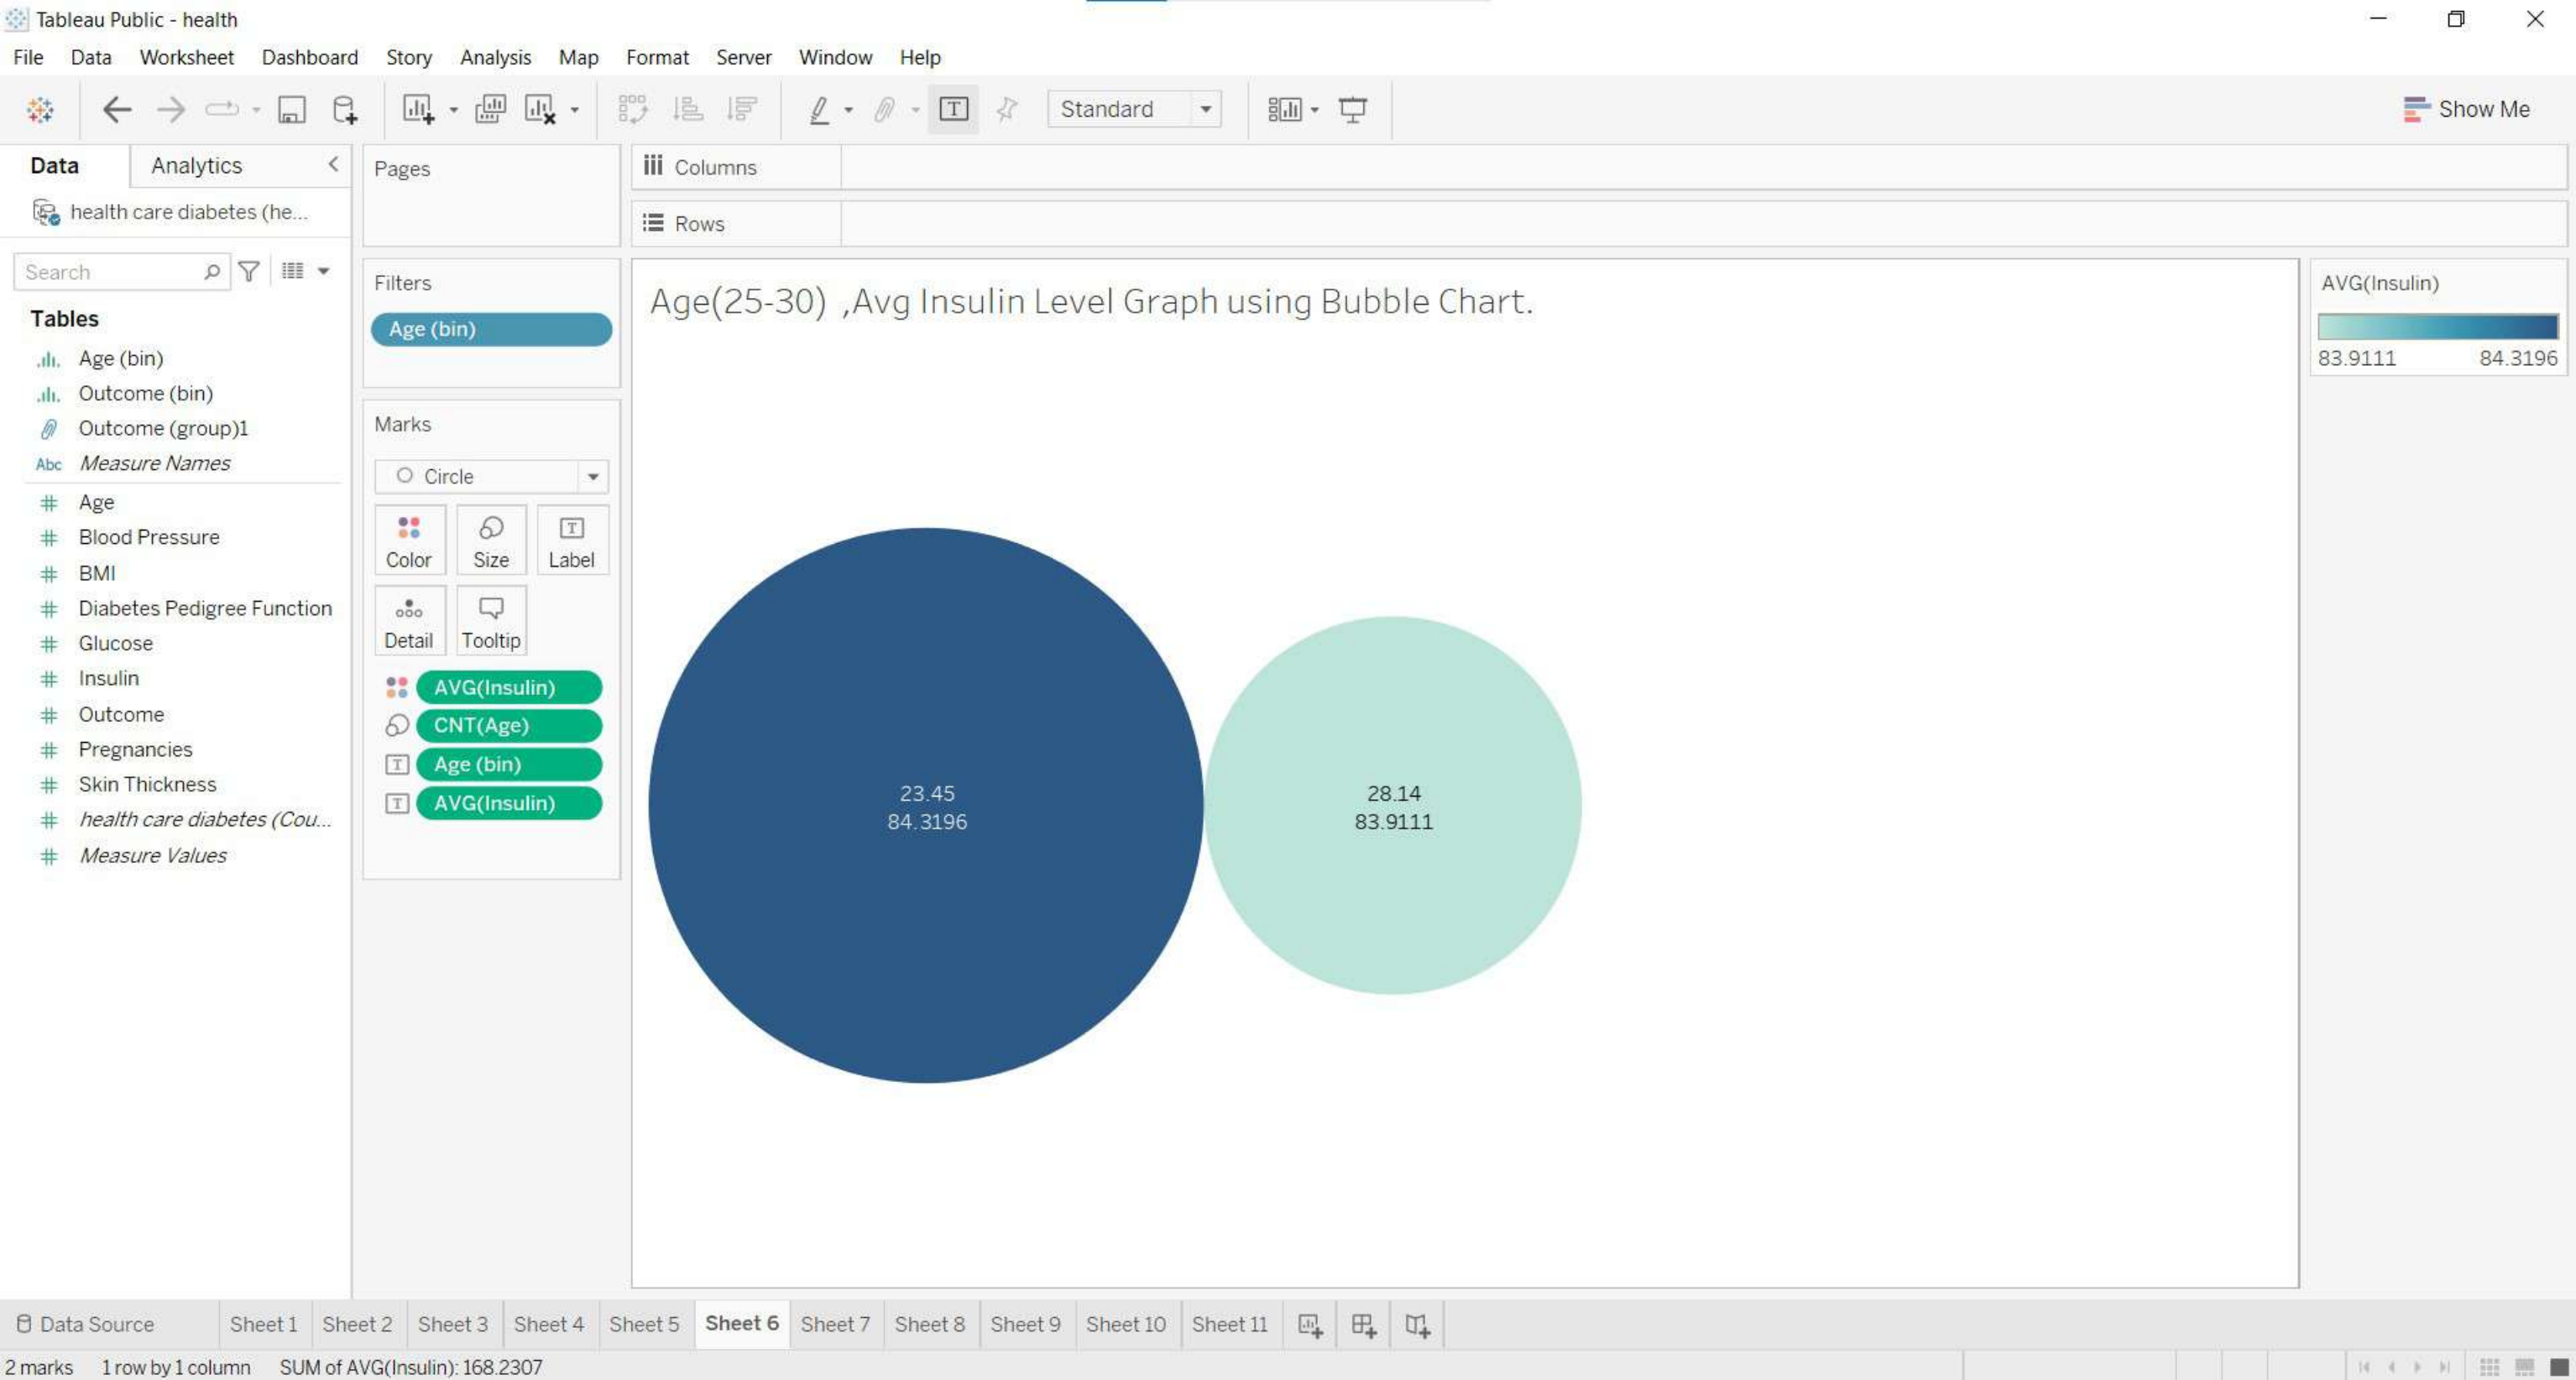 Tableau Public - health
File Data Worksheet Dashboard Story Analysis Map Format Server Window Help
Standard
Show Me
Data Analytics
health care diabetes (he...
Search
Tables
Age (bin)
Outcome (bin)
Outcome (group)1
Abc Measure Names
Age
Blood Pressure
BMI
Diabetes Pedigree Function
Glucose
Insulin
Outcome
Pregnancies
Skin Thickness
health care diabetes (Cou...
Measure Values
Pages
Filters
Age (bin)
Marks
Circle
Color Size Label
Detail Tooltip
AVG(Insulin)
CNT(Age)
Age (bin)
AVG(Insulin)
Columns
Rows
Age(25-30) ,Avg Insulin Level Graph using Bubble Chart.
23.45
84.3196
28.14
83.9111
AVG(Insulin)
83.9111 84.3196
Data Source Sheet 1 Sheet 2 Sheet 3 Sheet 4 Sheet 5 Sheet 6 Sheet 7 Sheet 8 Sheet 9 Sheet 10 Sheet 11
2 marks 1 row by 1 column SUM of AVG(Insulin): 168.2307